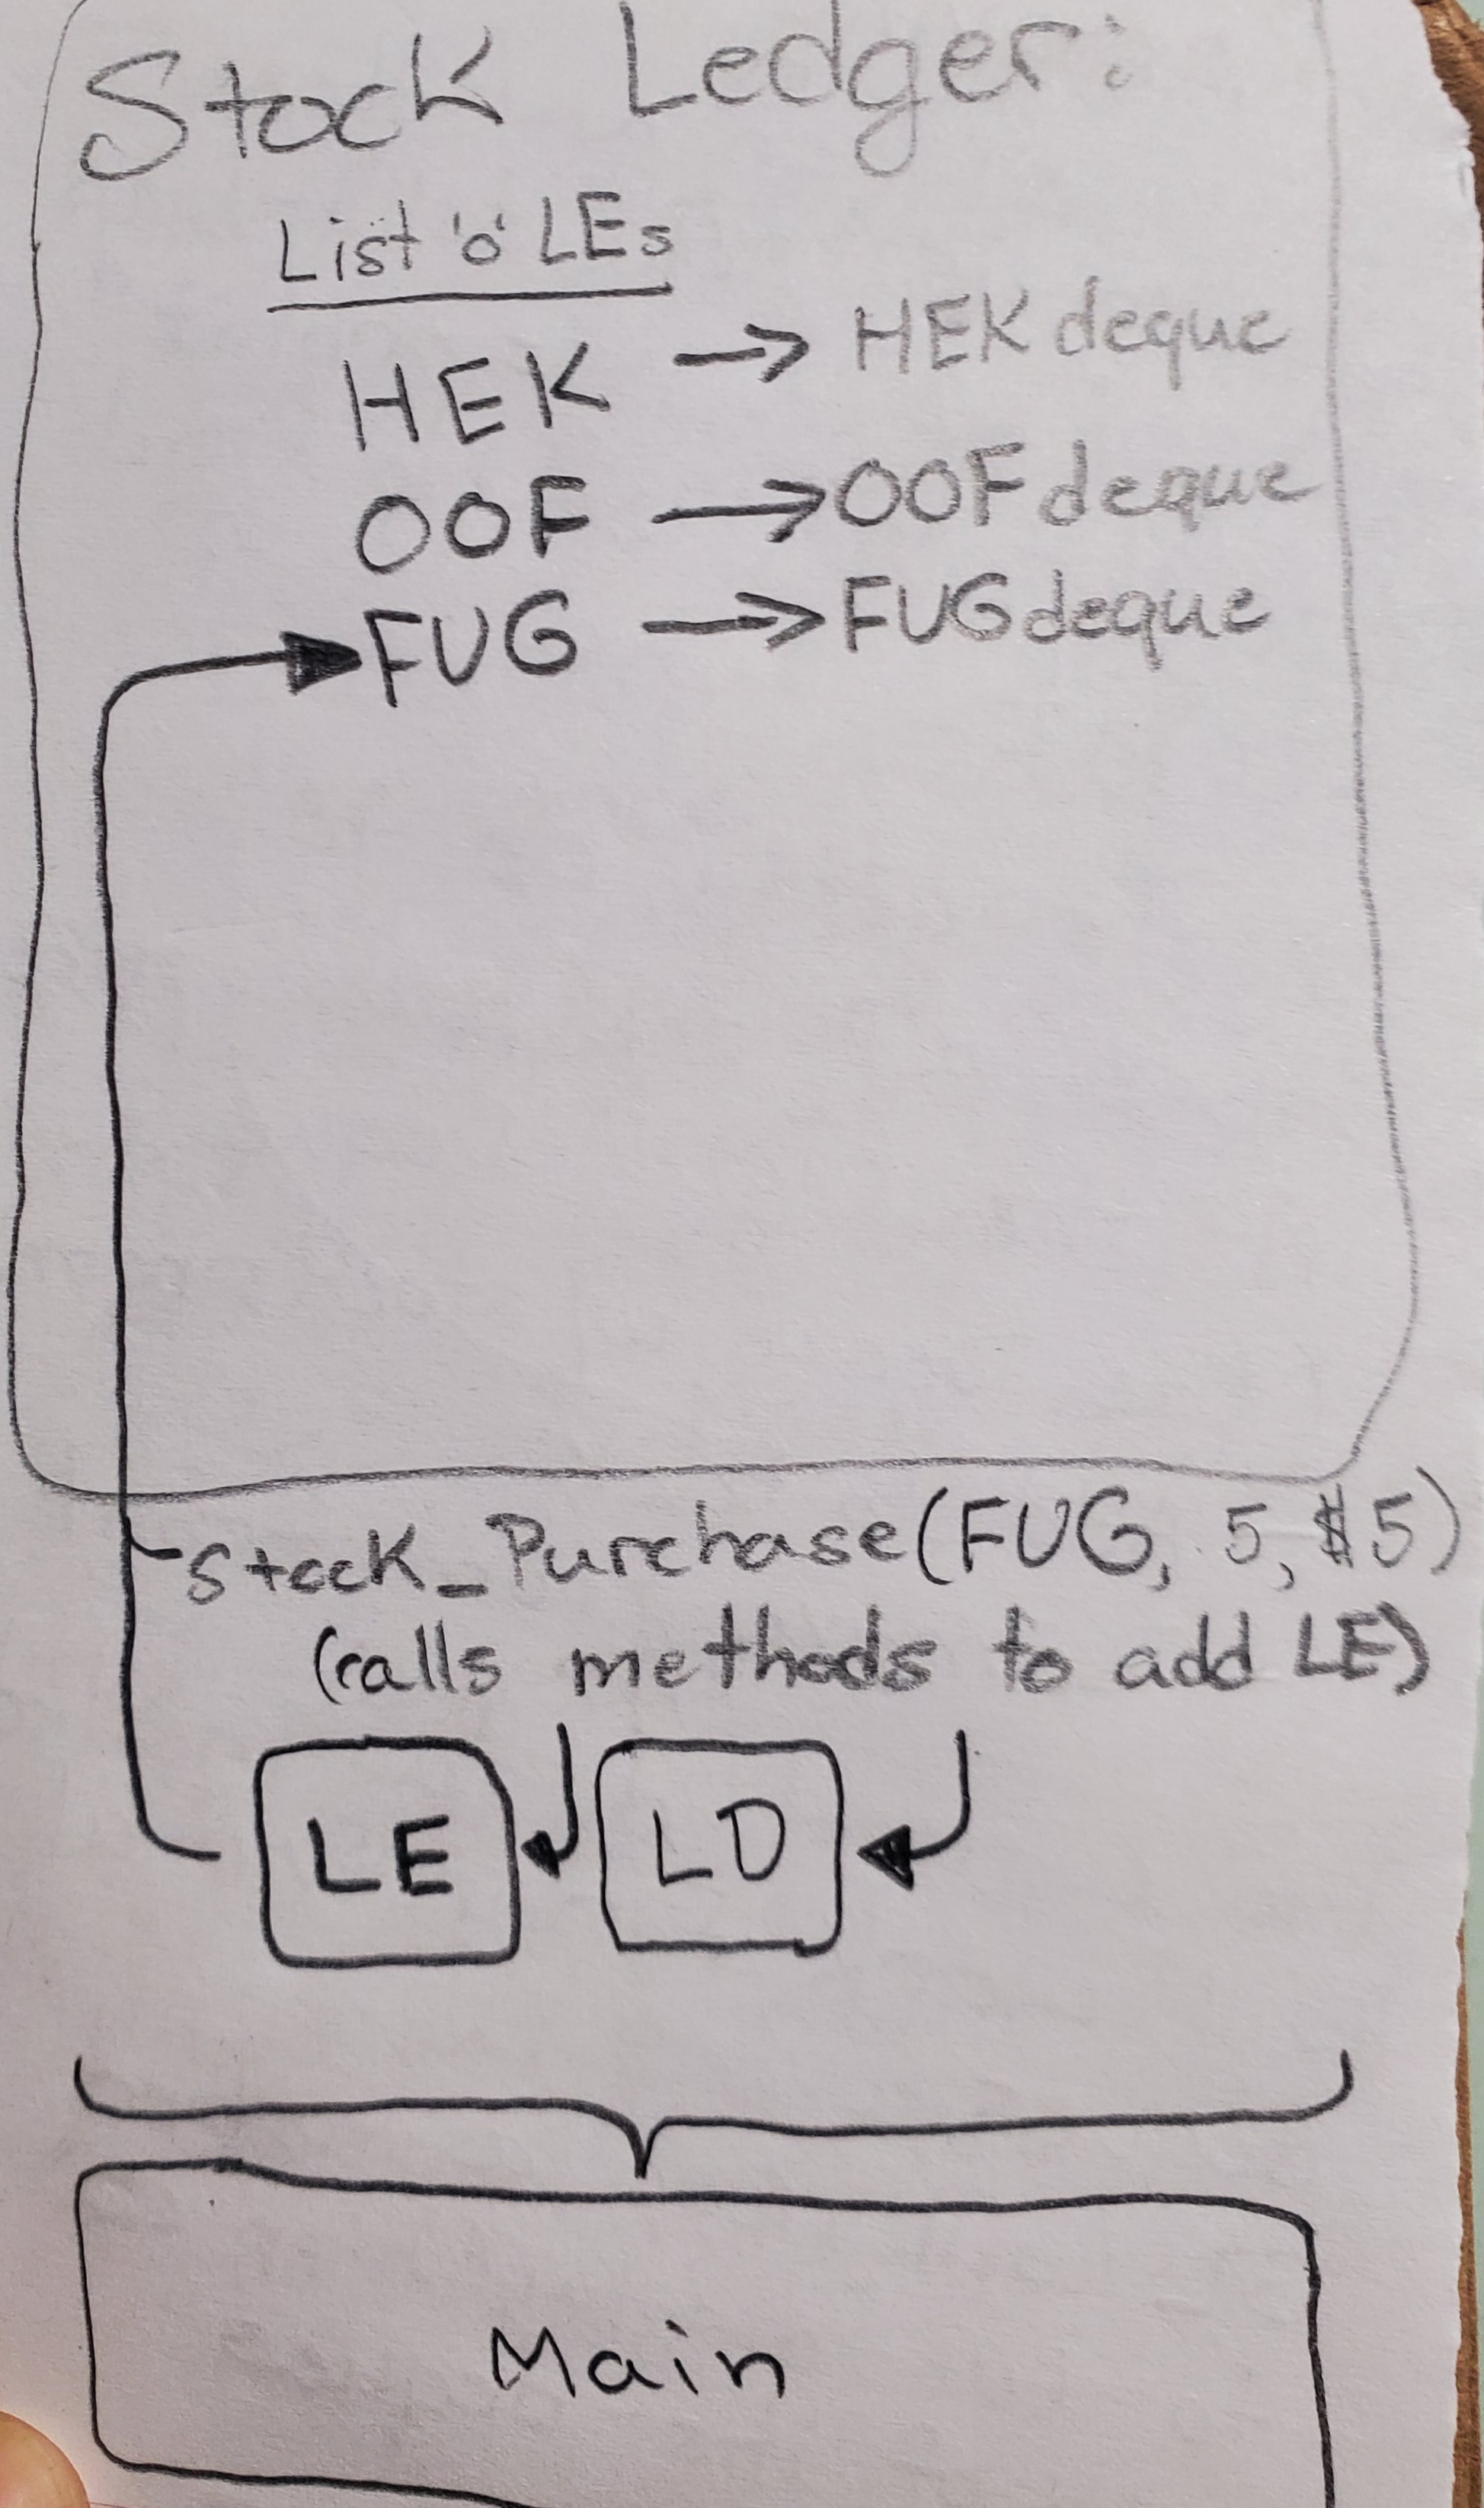 Stock Ledger:
List 'o' LEs
HEK → HEK deque
OOF → OOF deque
FUG → FUG deque
Stock_Purchase(FUG, 5, $5)
(calls methods to add LE)
LE LD
Main